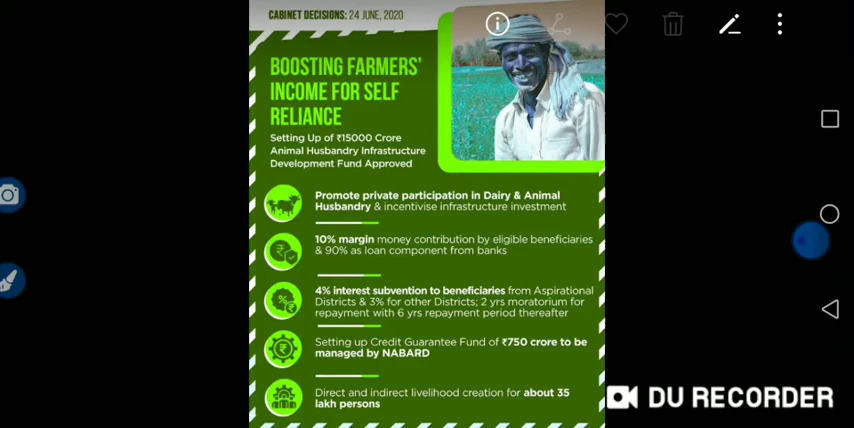 CABINET DECISIONS: 24 JUNE, 2020
BOOSTING FARMERS'
INCOME FOR SELF
RELIANCE
Setting Up of ₹15000 Crore
Animal Husbandry Infrastructure
Development Fund Approved
Promote private participation in Dairy & Animal
Husbandry & incentivise infrastructure investment
10% margin money contribution by eligible beneficiaries
& 90% as loan component from banks
4% interest subvention to beneficiaries from Aspirational
Districts & 3% for other Districts; 2 yrs moratorium for
repayment with 6 yrs repayment period thereafter
Setting up Credit Guarantee Fund of ₹750 crore to be
managed by NABARD
Direct and indirect livelihood creation for about 35
lakh persons
DU RECORDER